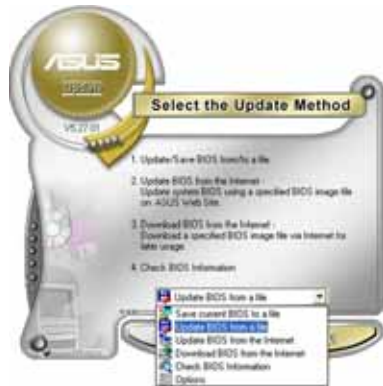 ASUS
Update
V5.27.01
Select the Update Method
1. Update/Save BIOS from/to a file
2. Update BIOS from the Internet -
Update system BIOS using a specified BIOS image file
on ASUS Web Site.
3. Download BIOS from the Internet -
Download a specified BIOS image file via Internet for
later usage.
4. Check BIOS Information
Update BIOS from a file
Save current BIOS to a file
Update BIOS from a file
Update BIOS from the Internet
Download BIOS from the Internet
Check BIOS Information
Options